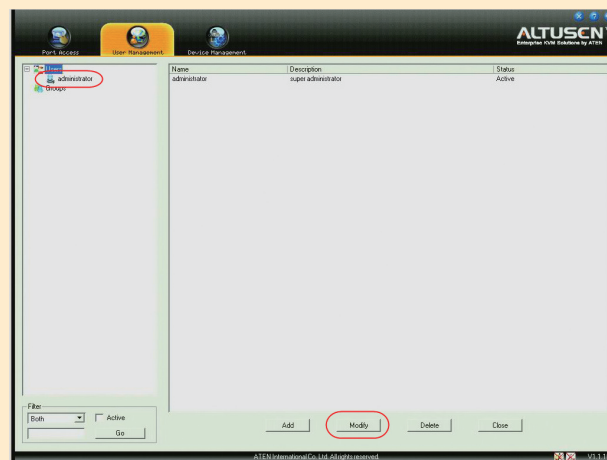 ALTUSEN
Enterprise KVM Solutions by ATEN
Port Access User Management Device Management
Users
administrator
Groups
Name Description Status
administrator super administrator Active
Filter
Both Active
Go
Add Modify Delete Close
ATEN International Co. Ltd. All rights reserved.